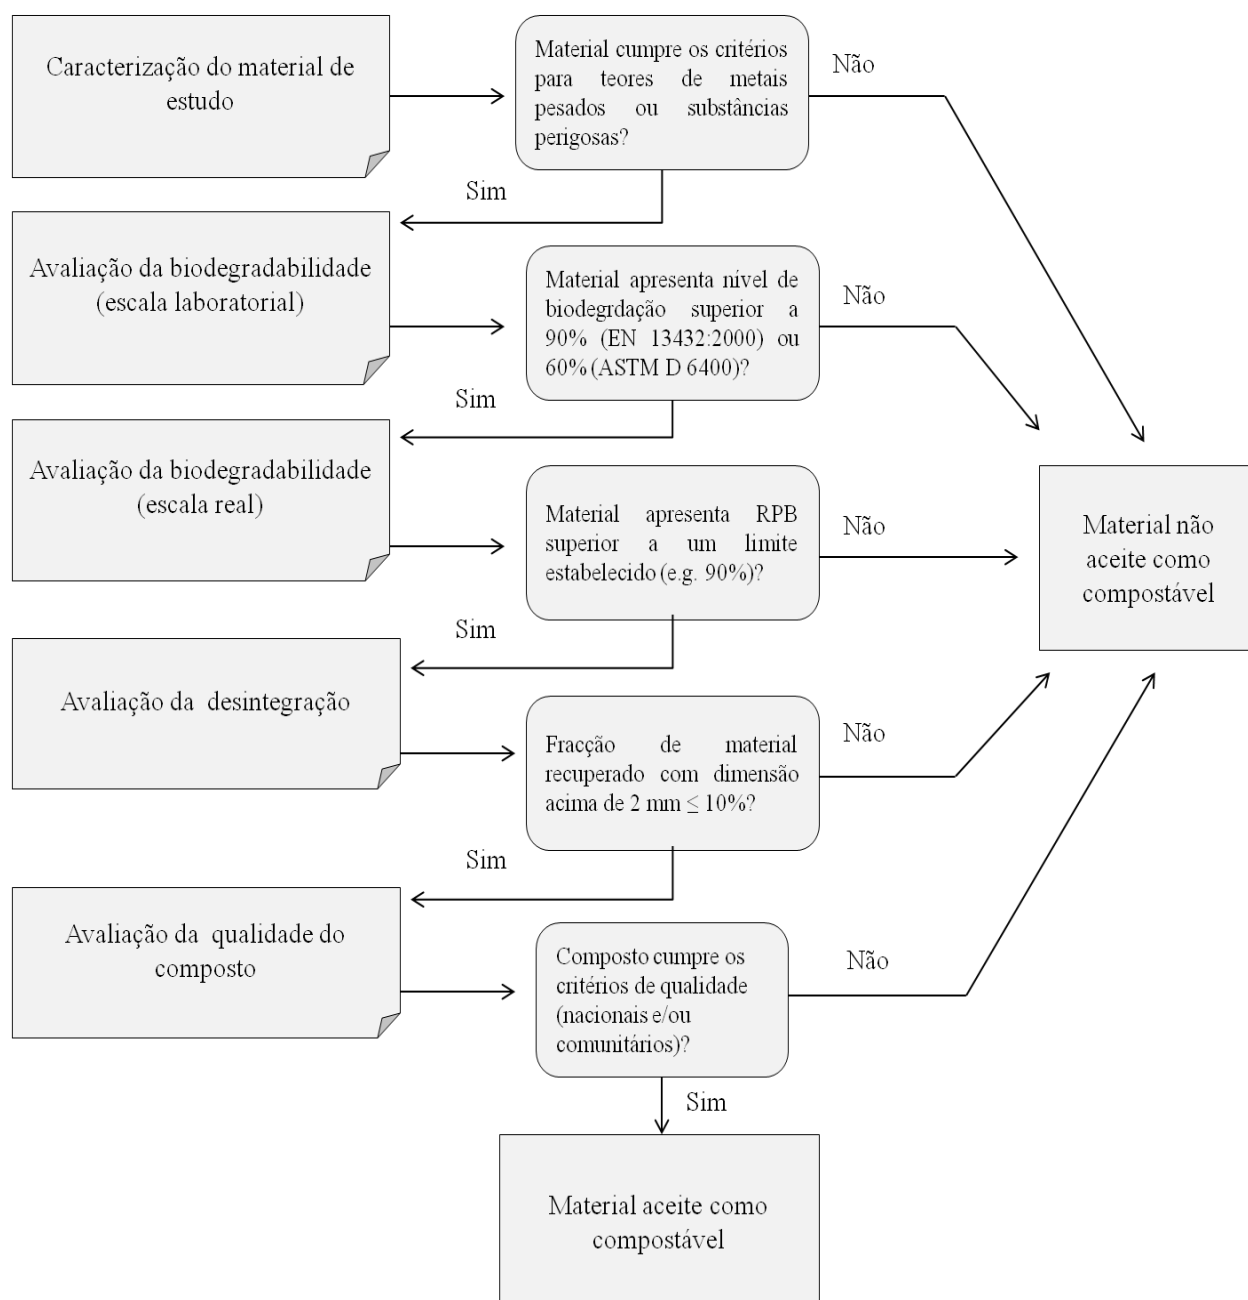 Caracterização do material de
estudo
Material cumpre os critérios
para teores de metais
pesados ou substâncias
perigosas?
Não
Sim
Avaliação da biodegradabilidade
(escala laboratorial)
Material apresenta nível de
biodegrdação superior a
90% (EN 13432:2000) ou
60% (ASTM D 6400)?
Não
Sim
Avaliação da biodegradabilidade
(escala real)
Material apresenta RPB
superior a um limite
estabelecido (e.g. 90%)?
Não
Material não
aceite como
compostável
Sim
Avaliação da desintegração
Fracção de material
recuperado com dimensão
acima de 2 mm ≤ 10%?
Não
Sim
Avaliação da qualidade do
composto
Composto cumpre os
critérios de qualidade
(nacionais e/ou
comunitários)?
Não
Sim
Material aceite como
compostável